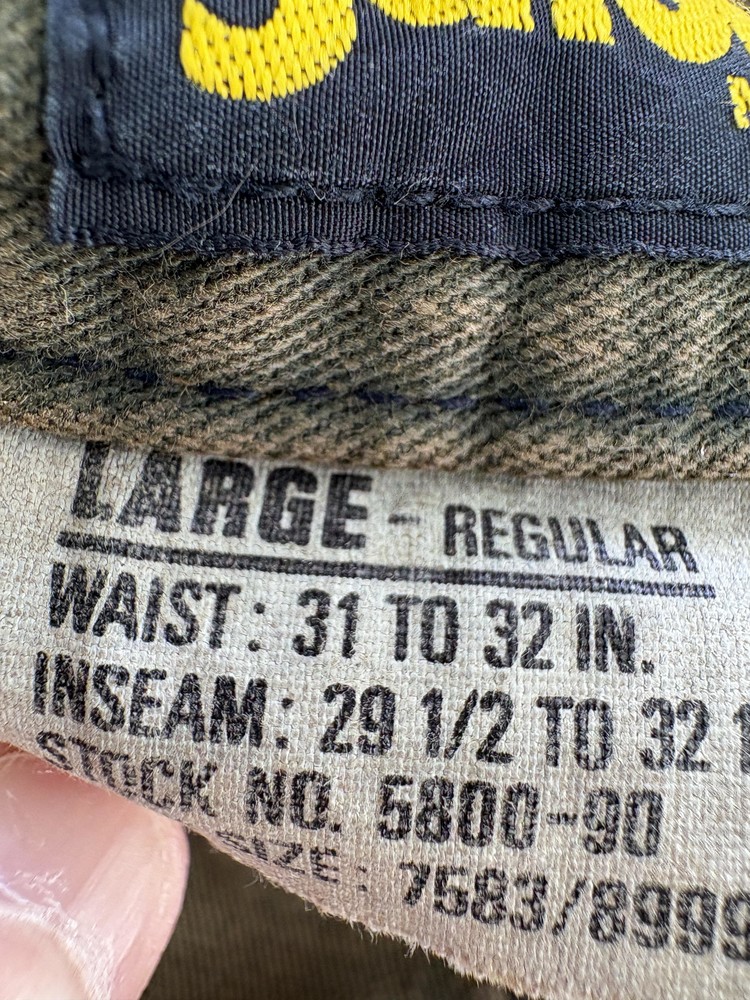 LARGE - REGULAR
WAIST: 31 TO 32 IN.
INSEAM: 29 1/2 TO 32
STOCK NO. 5800-90
SIZE: 7583/8999